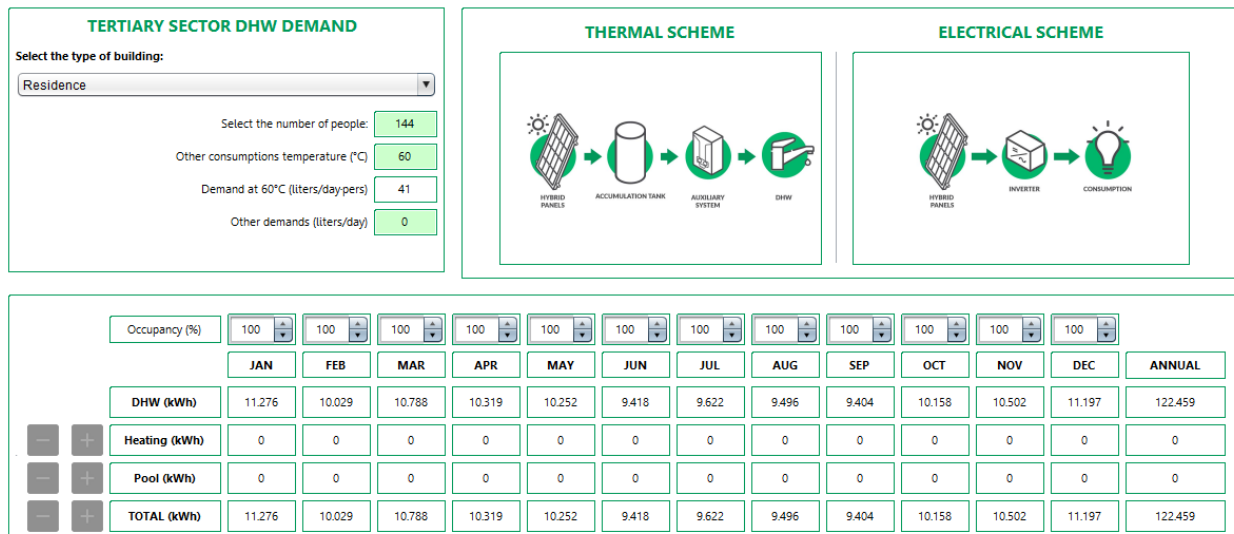 TERTIARY SECTOR DHW DEMAND
Select the type of building:
Residence
Select the number of people: 144
Other consumptions temperature (°C) 60
Demand at 60°C (liters/day·pers) 41
Other demands (liters/day) 0
THERMAL SCHEME
HYBRID
PANELS
ACCUMULATION TANK
AUXILIARY
SYSTEM
DHW
ELECTRICAL SCHEME
HYBRID
PANELS
INVERTER
CONSUMPTION
Occupancy (%) 100 100 100 100 100 100 100 100 100 100 100 100
JAN FEB MAR APR MAY JUN JUL AUG SEP OCT NOV DEC ANNUAL
DHW (kWh) 11.276 10.029 10.788 10.319 10.252 9.418 9.622 9.496 9.404 10.158 10.502 11.197 122.459
Heating (kWh) 0 0 0 0 0 0 0 0 0 0 0 0 0
Pool (kWh) 0 0 0 0 0 0 0 0 0 0 0 0 0
TOTAL (kWh) 11.276 10.029 10.788 10.319 10.252 9.418 9.622 9.496 9.404 10.158 10.502 11.197 122.459